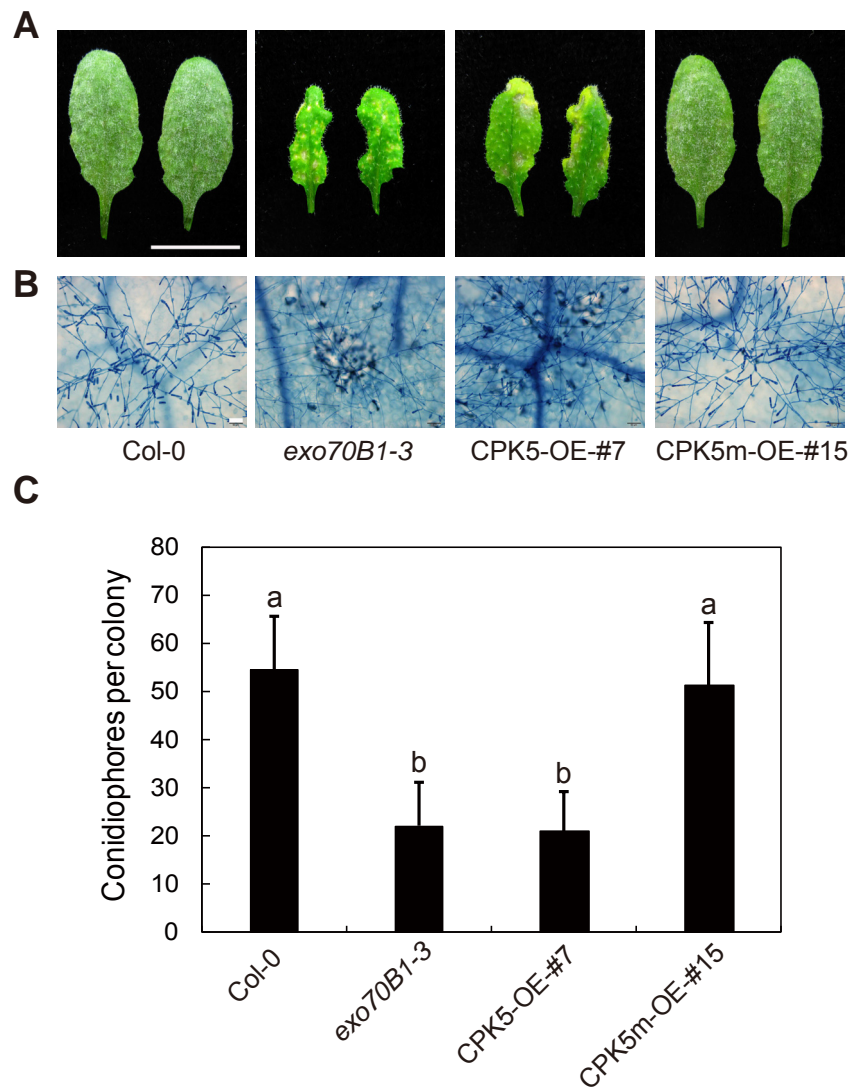 A
B
Col-0 exo70B1-3 CPK5-OE-#7 CPK5m-OE-#15
C
Conidiophores per colony
80
70
60
50
40
30
20
10
0
a
b
b
a
Col-0
exo70B1-3
CPK5-OE-#7
CPK5m-OE-#15